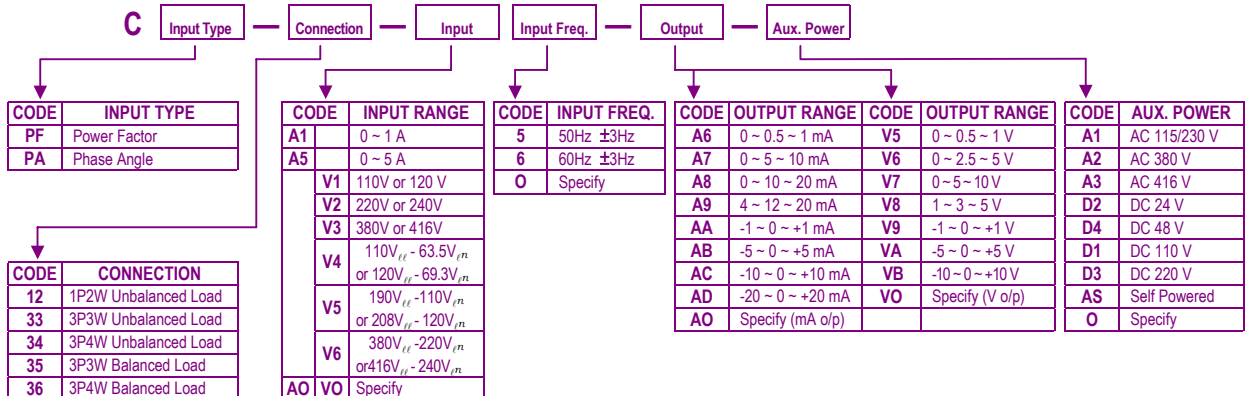 C Input Type — Connection — Input Input Freq. — Output — Aux. Power
CODE INPUT TYPE
PF Power Factor
PA Phase Angle
CODE CONNECTION
12 1P2W Unbalanced Load
33 3P3W Unbalanced Load
34 3P4W Unbalanced Load
35 3P3W Balanced Load
36 3P4W Balanced Load
CODE INPUT RANGE
A1 0 ~ 1 A
A5 0 ~ 5 A
V1 110V or 120 V
V2 220V or 240V
V3 380V or 416V
V4 110Vℓℓ - 63.5Vℓn
or 120Vℓℓ - 69.3Vℓn
V5 190Vℓℓ -110Vℓn
or 208Vℓℓ - 120Vℓn
V6 380Vℓℓ -220Vℓn
or416Vℓℓ - 240Vℓn
AO VO Specify
CODE INPUT FREQ.
5 50Hz ±3Hz
6 60Hz ±3Hz
O Specify
CODE OUTPUT RANGE CODE OUTPUT RANGE
A6 0 ~ 0.5 ~ 1 mA V5 0 ~ 0.5 ~ 1 V
A7 0 ~ 5 ~ 10 mA V6 0 ~ 2.5 ~ 5 V
A8 0 ~ 10 ~ 20 mA V7 0 ~ 5 ~ 10 V
A9 4 ~ 12 ~ 20 mA V8 1 ~ 3 ~ 5 V
AA -1 ~ 0 ~ +1 mA V9 -1 ~ 0 ~ +1 V
AB -5 ~ 0 ~ +5 mA VA -5 ~ 0 ~ +5 V
AC -10 ~ 0 ~ +10 mA VB -10 ~ 0 ~ +10 V
AD -20 ~ 0 ~ +20 mA VO Specify (V o/p)
AO Specify (mA o/p)
CODE AUX. POWER
A1 AC 115/230 V
A2 AC 380 V
A3 AC 416 V
D2 DC 24 V
D4 DC 48 V
D1 DC 110 V
D3 DC 220 V
AS Self Powered
O Specify